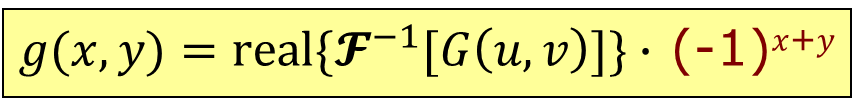 g(x, y) = real{𝓕⁻¹[G(u, v)]} · (-1)ˣ⁺ʸ